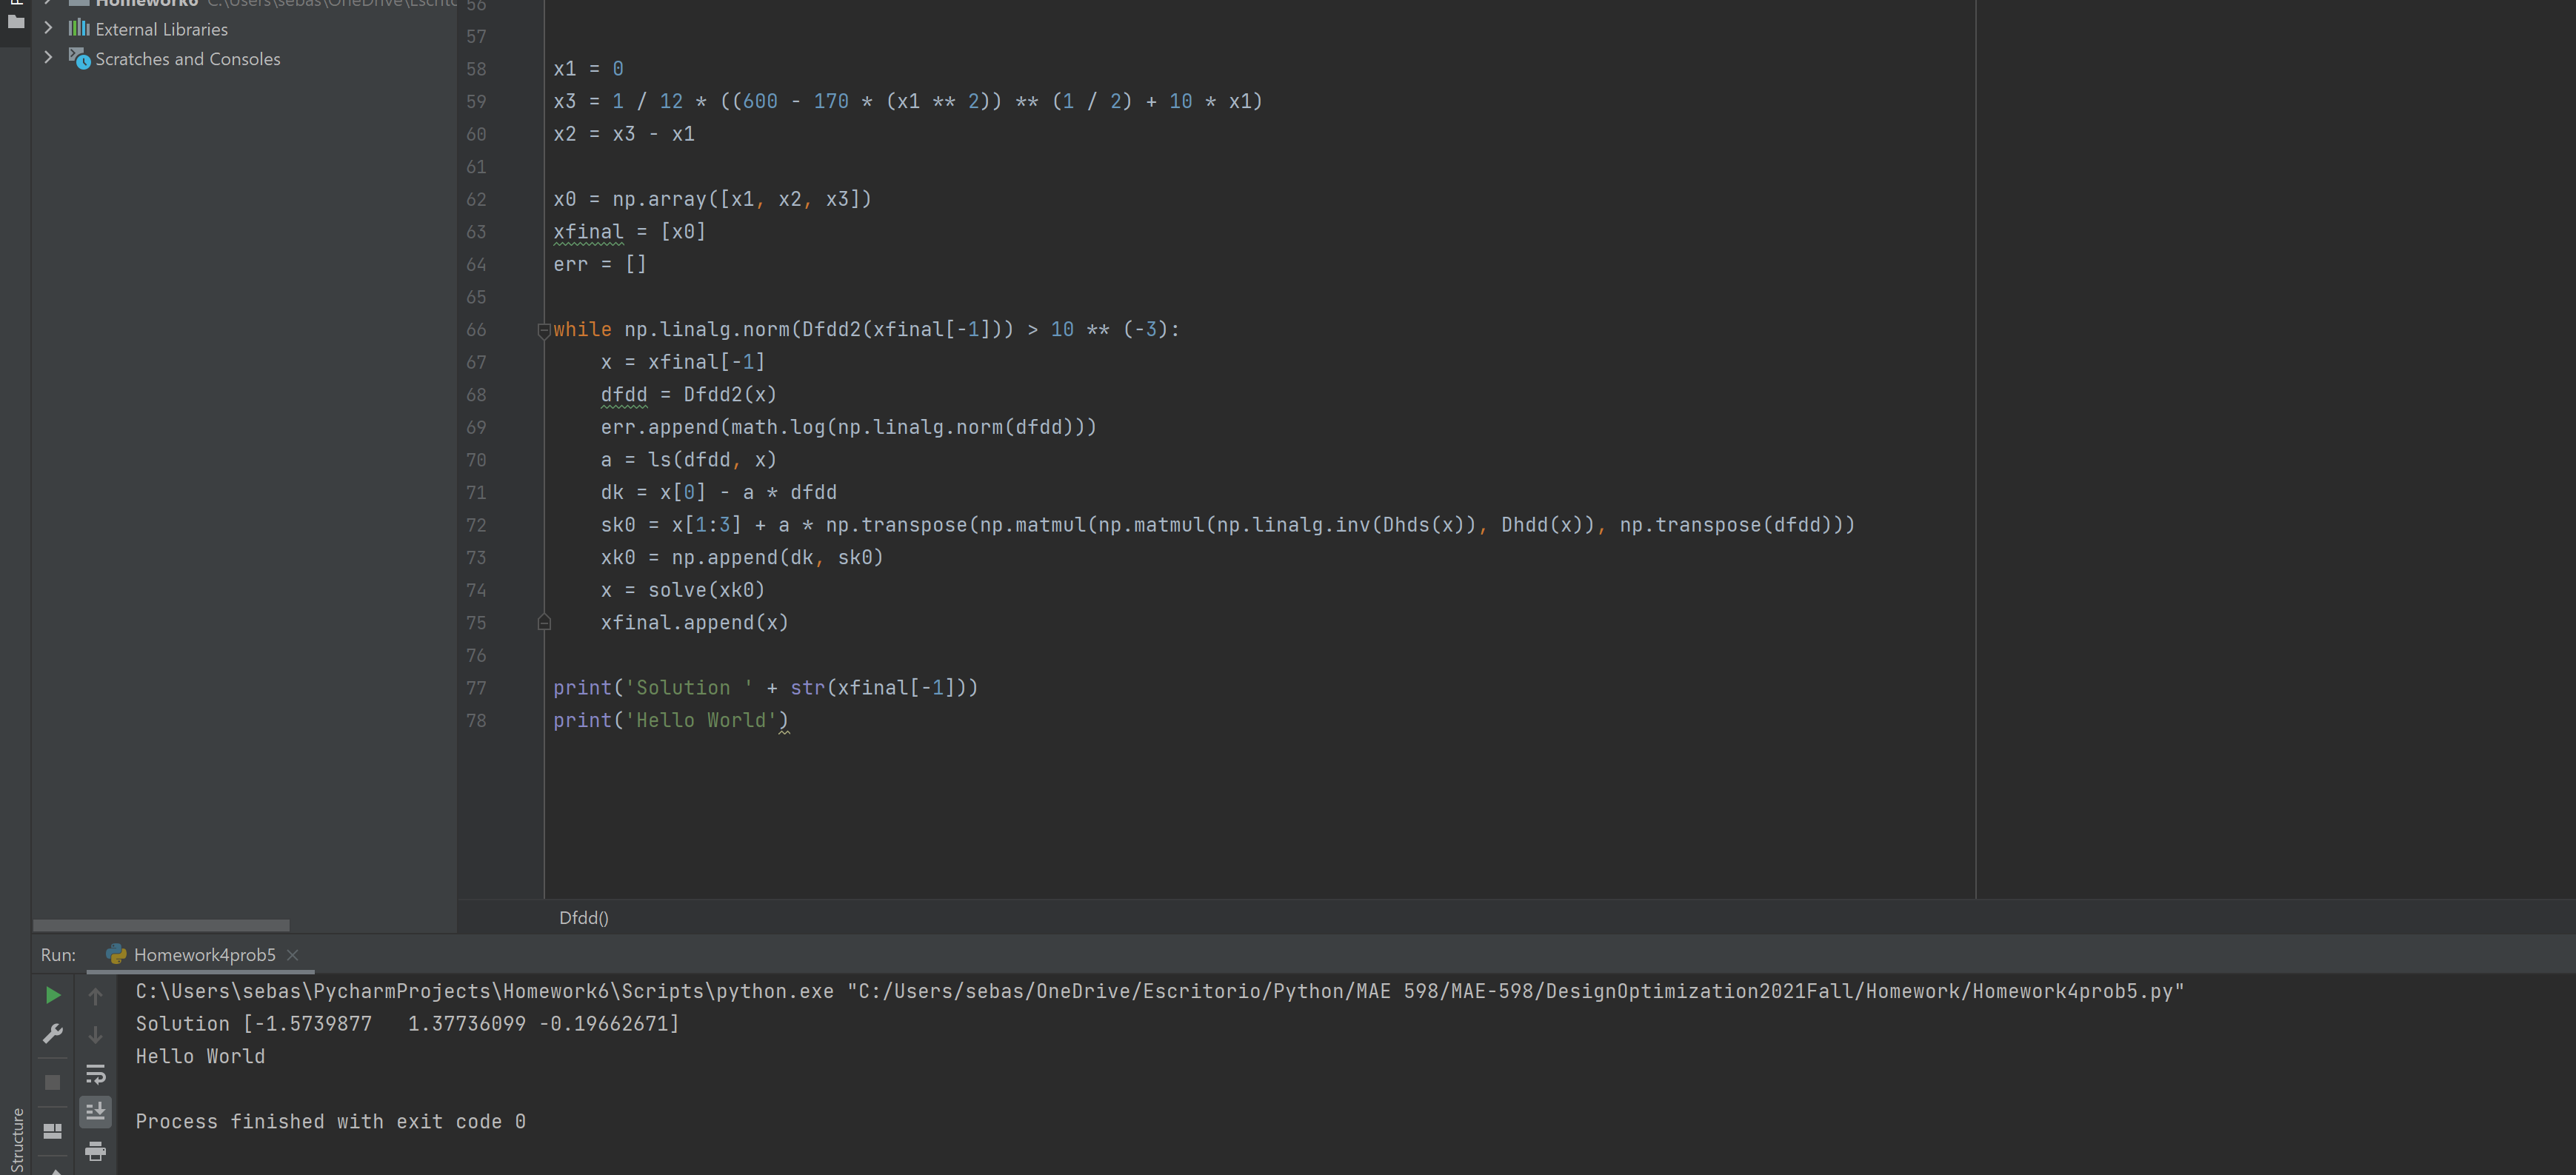 Homework6 C:\Users\sebas\OneDrive\Escrito
External Libraries
Scratches and Consoles
56
57
58 x1 = 0
59 x3 = 1 / 12 * ((600 - 170 * (x1 ** 2)) ** (1 / 2) + 10 * x1)
60 x2 = x3 - x1
61
62 x0 = np.array([x1, x2, x3])
63 xfinal = [x0]
64 err = []
65
66 while np.linalg.norm(Dfdd2(xfinal[-1])) > 10 ** (-3):
67 x = xfinal[-1]
68 dfdd = Dfdd2(x)
69 err.append(math.log(np.linalg.norm(dfdd)))
70 a = ls(dfdd, x)
71 dk = x[0] - a * dfdd
72 sk0 = x[1:3] + a * np.transpose(np.matmul(np.matmul(np.linalg.inv(Dhds(x)), Dhdd(x)), np.transpose(dfdd)))
73 xk0 = np.append(dk, sk0)
74 x = solve(xk0)
75 xfinal.append(x)
76
77 print('Solution ' + str(xfinal[-1]))
78 print('Hello World')
Dfdd()
Run: Homework4prob5
C:\Users\sebas\PycharmProjects\Homework6\Scripts\python.exe "C:/Users/sebas/OneDrive/Escritorio/Python/MAE 598/MAE-598/DesignOptimization2021Fall/Homework/Homework4prob5.py"
Solution [-1.5739877   1.37736099 -0.19662671]
Hello World
Process finished with exit code 0
Structure